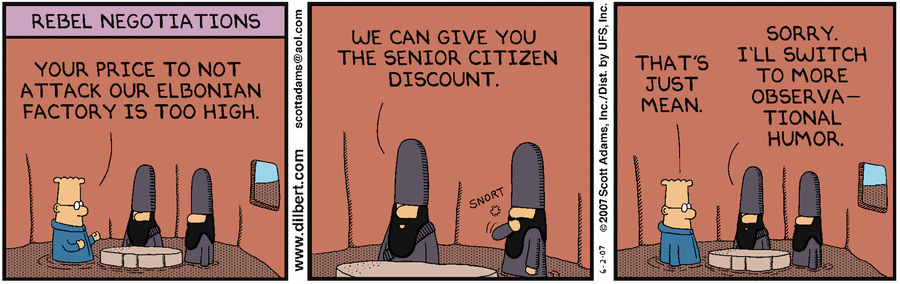 REBEL NEGOTIATIONS
YOUR PRICE TO NOT
ATTACK OUR ELBONIAN
FACTORY IS TOO HIGH.
www.dilbert.com scottadams@aol.com
WE CAN GIVE YOU
THE SENIOR CITIZEN
DISCOUNT.
SNORT
6-2-07 ©2007 Scott Adams, Inc./Dist. by UFS, Inc.
THAT'S
JUST
MEAN.
SORRY.
I'LL SWITCH
TO MORE
OBSERVA-
TIONAL
HUMOR.